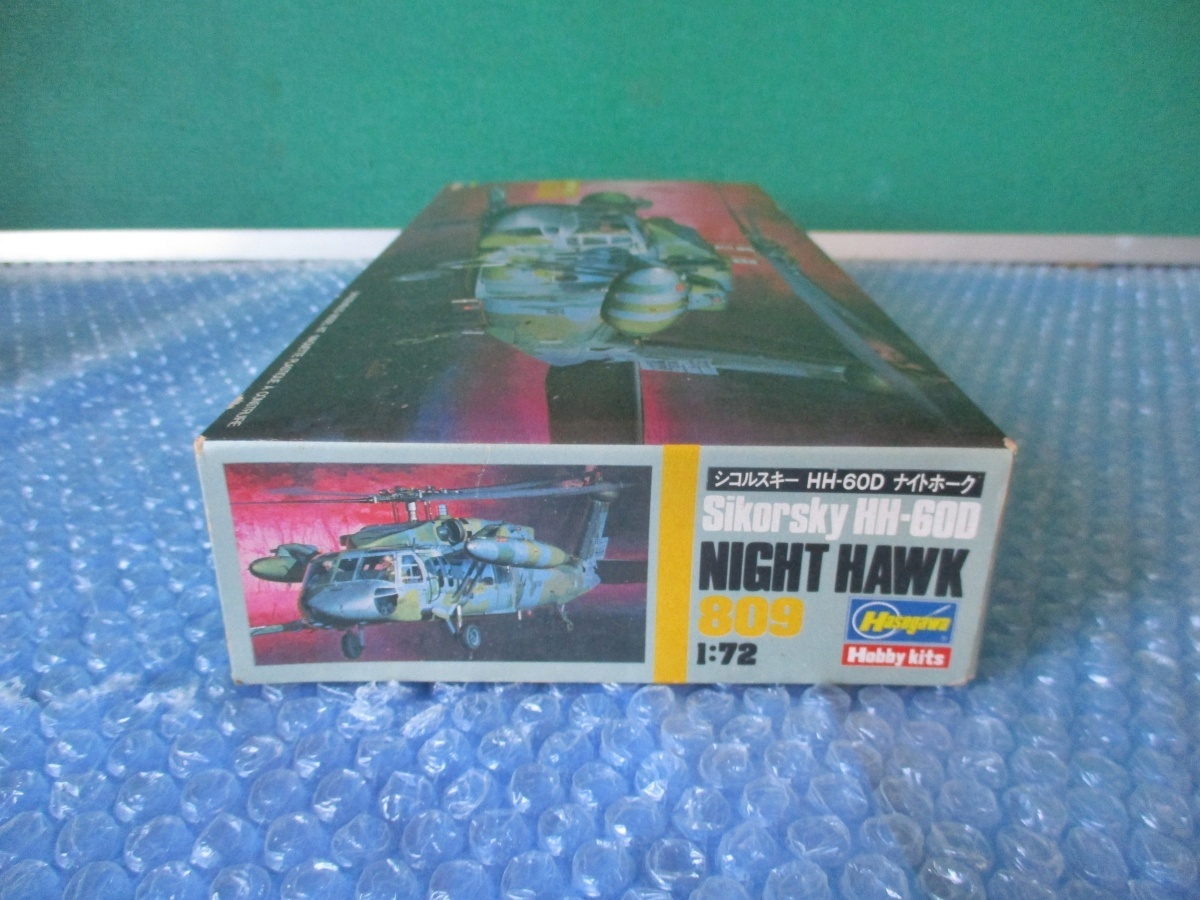 シコルスキー HH-60D ナイトホーク
Sikorsky HH-60D
NIGHT HAWK
809
1:72
Hasegawa
Hobby kits